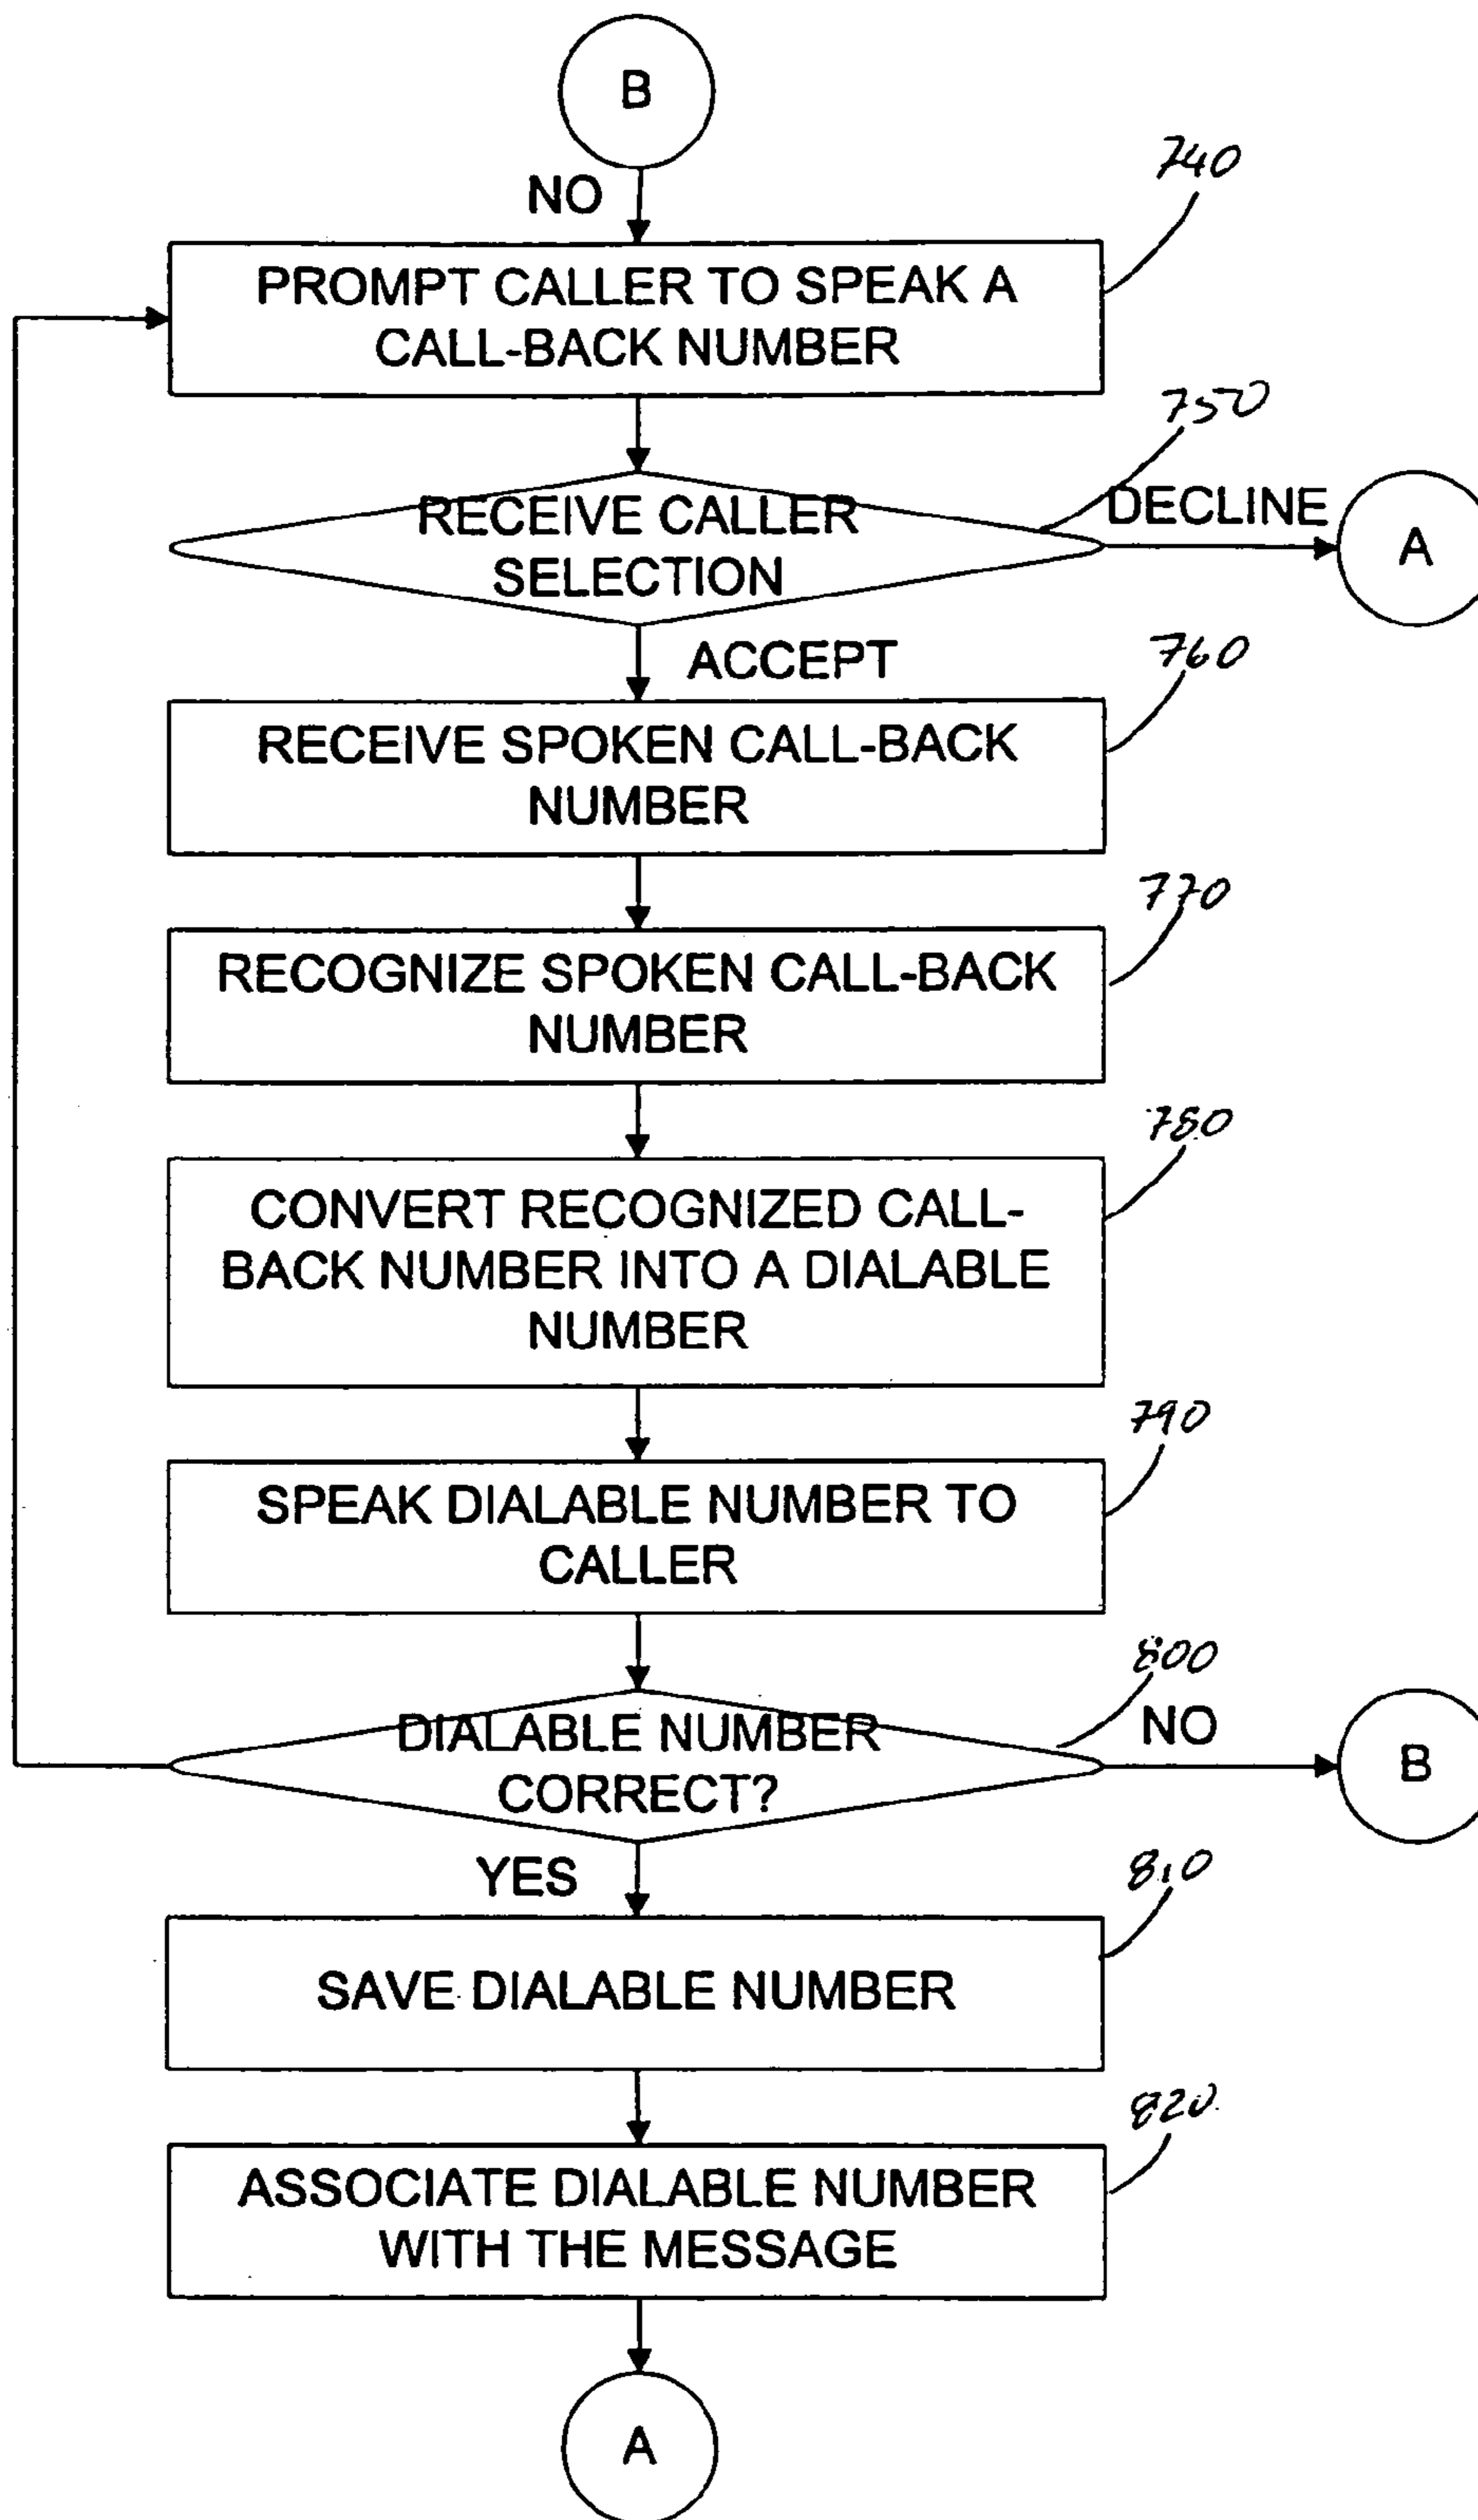 B
NO
740
PROMPT CALLER TO SPEAK A
CALL-BACK NUMBER
750
RECEIVE CALLER
SELECTION
DECLINE
A
ACCEPT
760
RECEIVE SPOKEN CALL-BACK
NUMBER
770
RECOGNIZE SPOKEN CALL-BACK
NUMBER
780
CONVERT RECOGNIZED CALL-
BACK NUMBER INTO A DIALABLE
NUMBER
790
SPEAK DIALABLE NUMBER TO
CALLER
800
DIALABLE NUMBER
CORRECT?
NO
B
YES
810
SAVE DIALABLE NUMBER
820
ASSOCIATE DIALABLE NUMBER
WITH THE MESSAGE
A